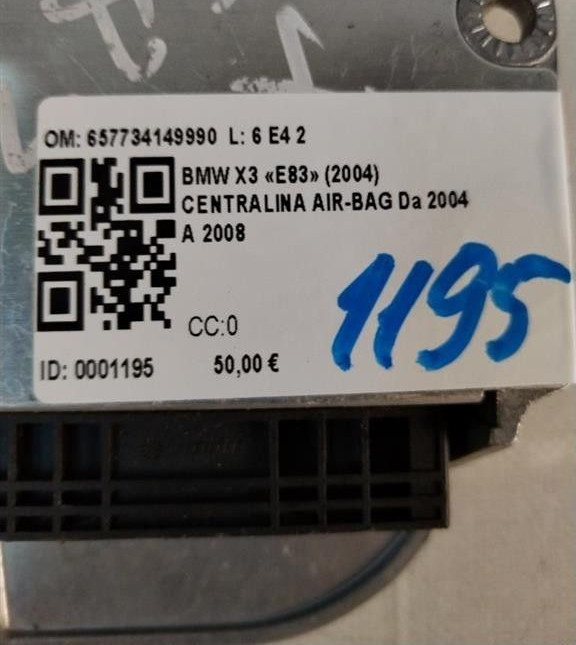 OM: 657734149990 L: 6 E4 2
BMW X3 «E83» (2004)
CENTRALINA AIR-BAG Da 2004
A 2008
CC:0
ID: 0001195 50,00 €
1195